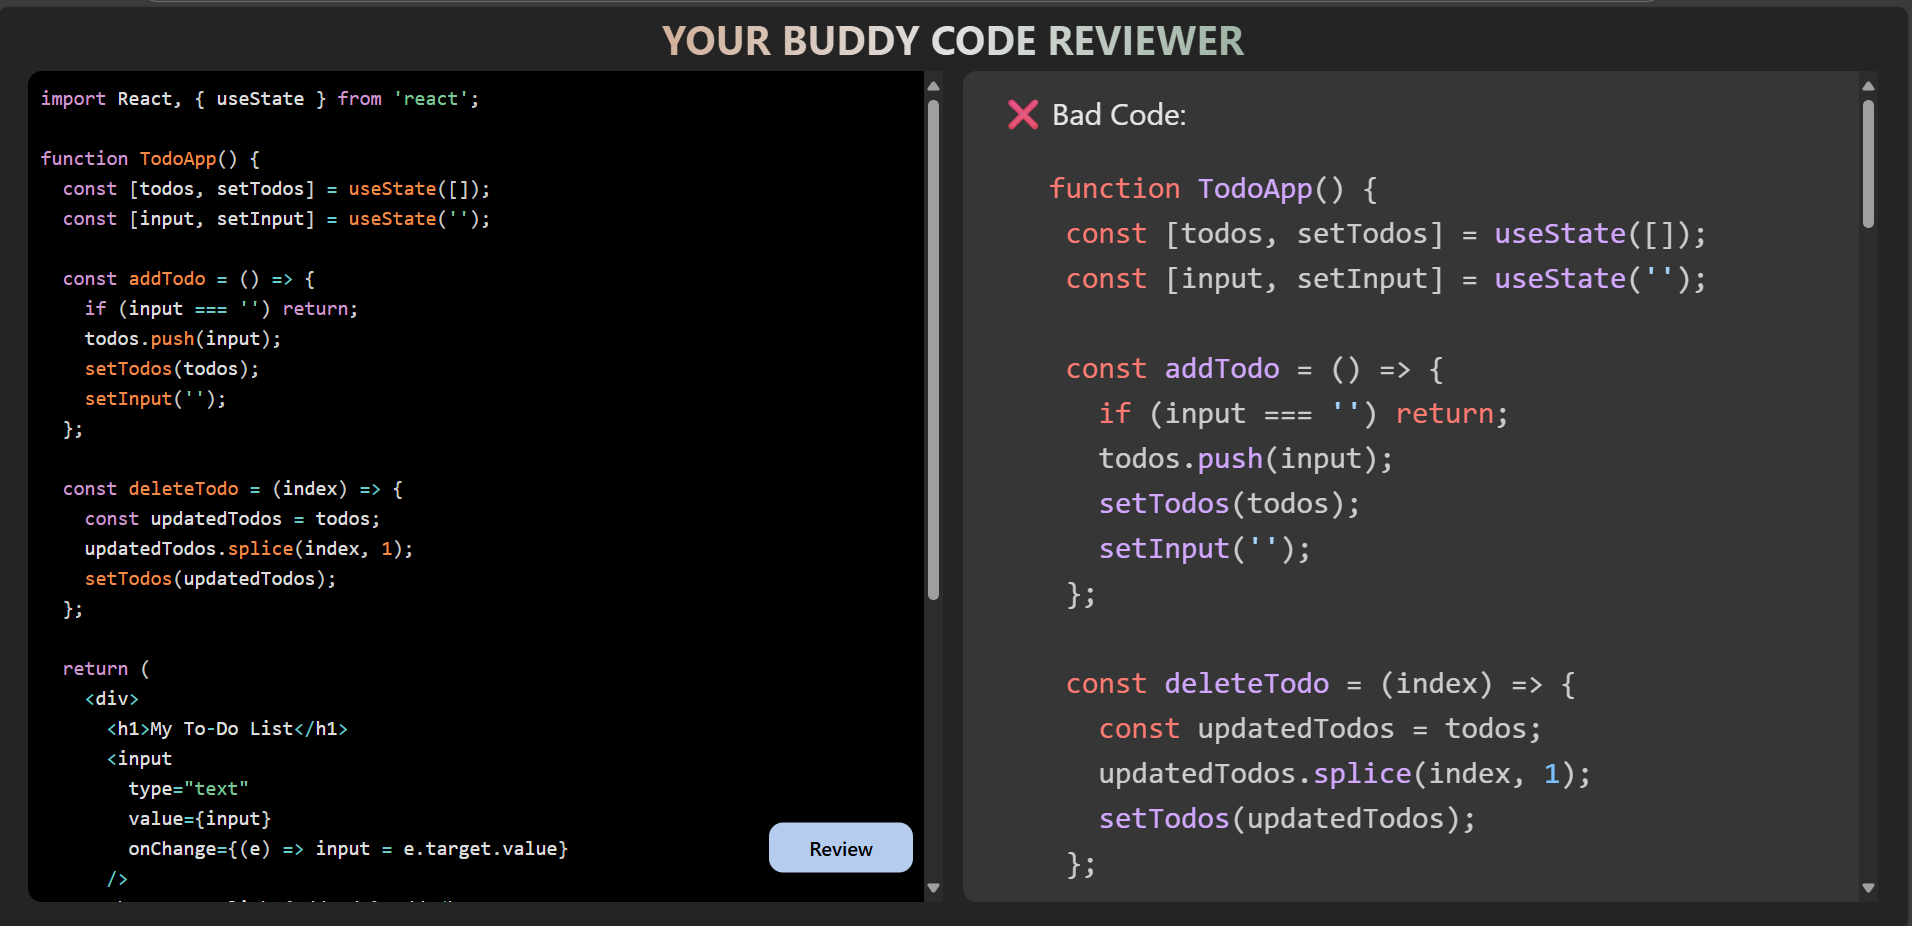 YOUR BUDDY CODE REVIEWER
import React, { useState } from 'react';
function TodoApp() {
  const [todos, setTodos] = useState([]);
  const [input, setInput] = useState('');
  const addTodo = () => {
    if (input === '') return;
    todos.push(input);
    setTodos(todos);
    setInput('');
  };
  const deleteTodo = (index) => {
    const updatedTodos = todos;
    updatedTodos.splice(index, 1);
    setTodos(updatedTodos);
  };
  return (
    <div>
      <h1>My To-Do List</h1>
      <input
        type="text"
        value={input}
        onChange={(e) => input = e.target.value}
      />
Review
❌ Bad Code:
function TodoApp() {
 const [todos, setTodos] = useState([]);
 const [input, setInput] = useState('');
 const addTodo = () => {
   if (input === '') return;
   todos.push(input);
   setTodos(todos);
   setInput('');
 };
 const deleteTodo = (index) => {
   const updatedTodos = todos;
   updatedTodos.splice(index, 1);
   setTodos(updatedTodos);
 };